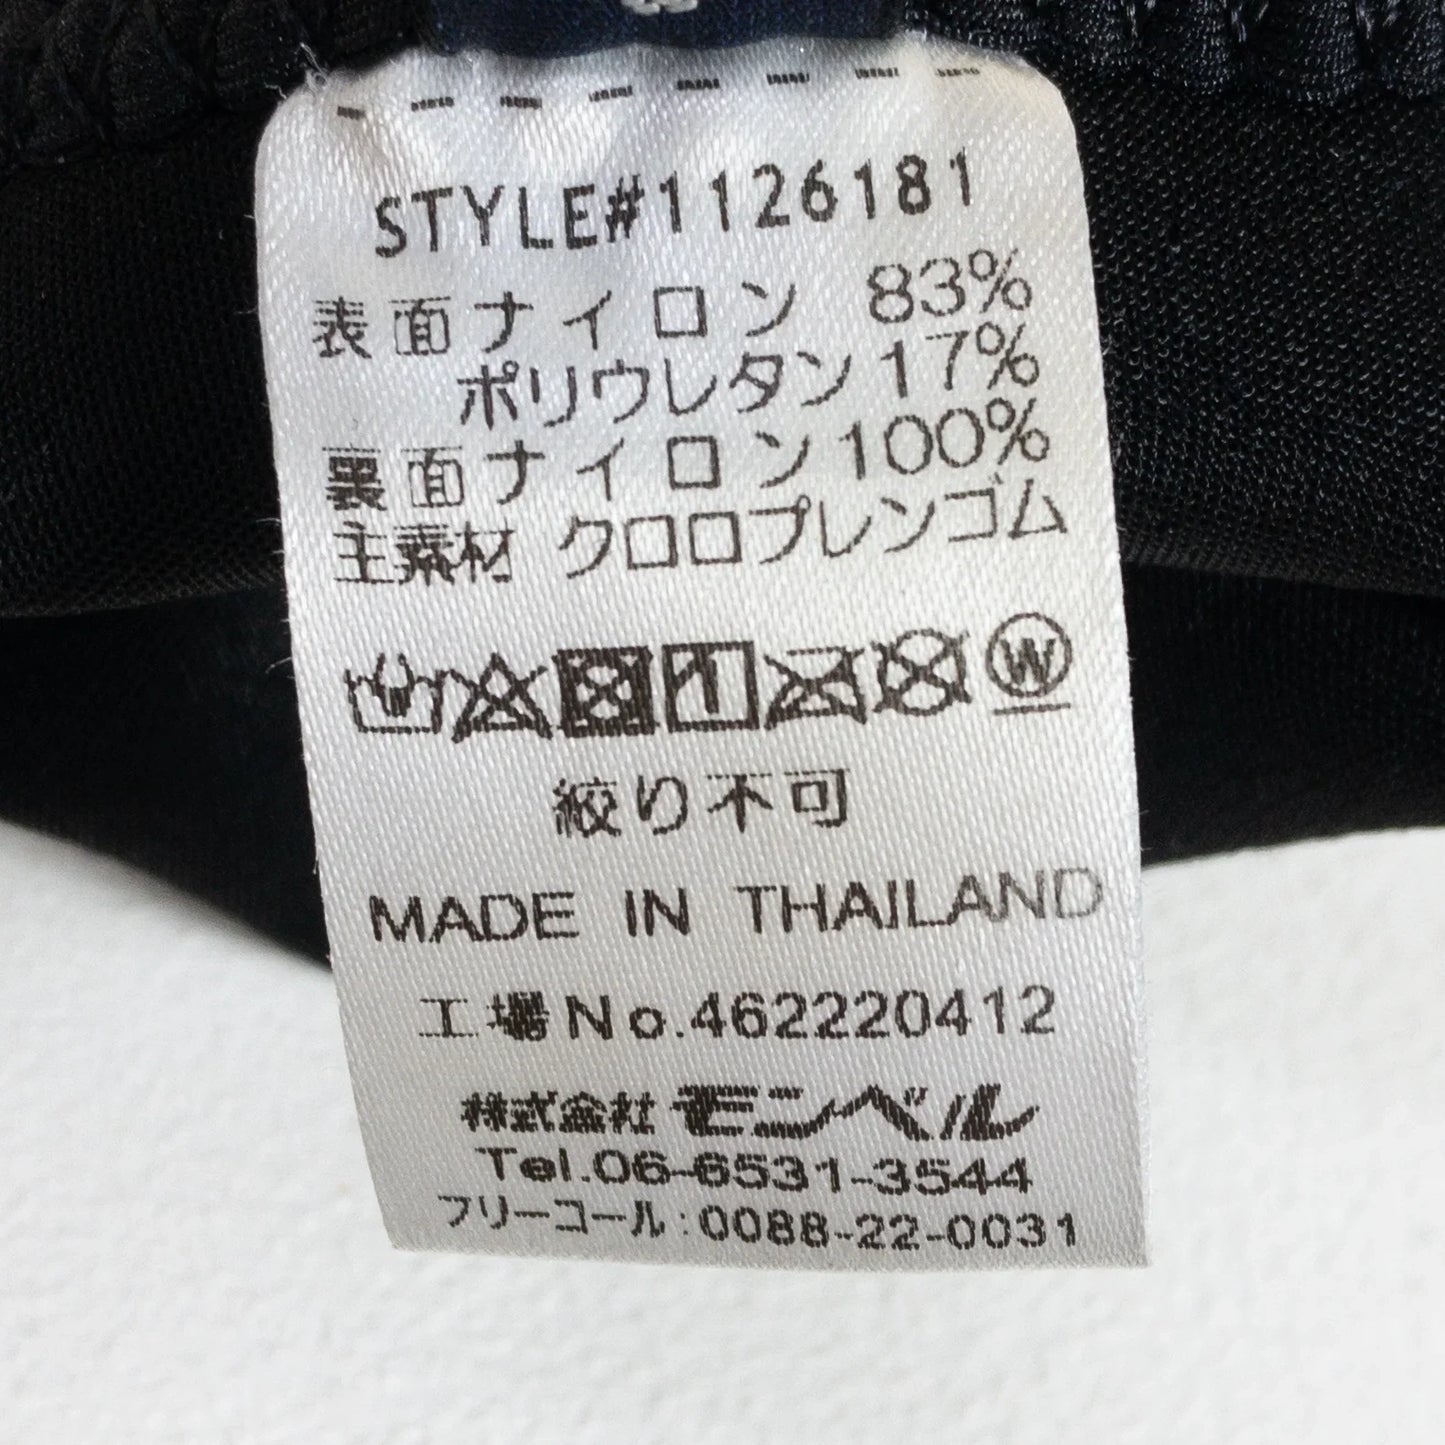 STYLE#1126181
表面ナイロン 83%
ポリウレタン17%
裏面ナイロン100%
主素材 クロロプレンゴム
W
絞り不可
MADE IN THAILAND
工場No.462220412
株式会社モンベル
Tel.06-6531-3544
フリーコール:0088-22-0031